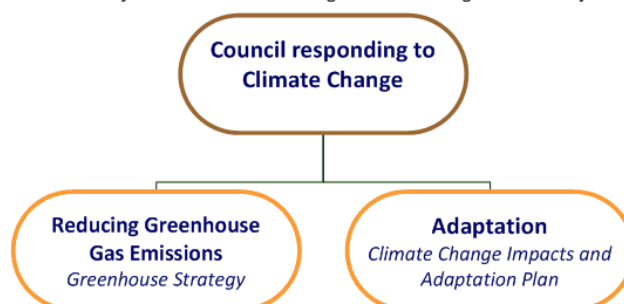 Council responding to
Climate Change
Reducing Greenhouse
Gas Emissions
Greenhouse Strategy
Adaptation
Climate Change Impacts and
Adaptation Plan